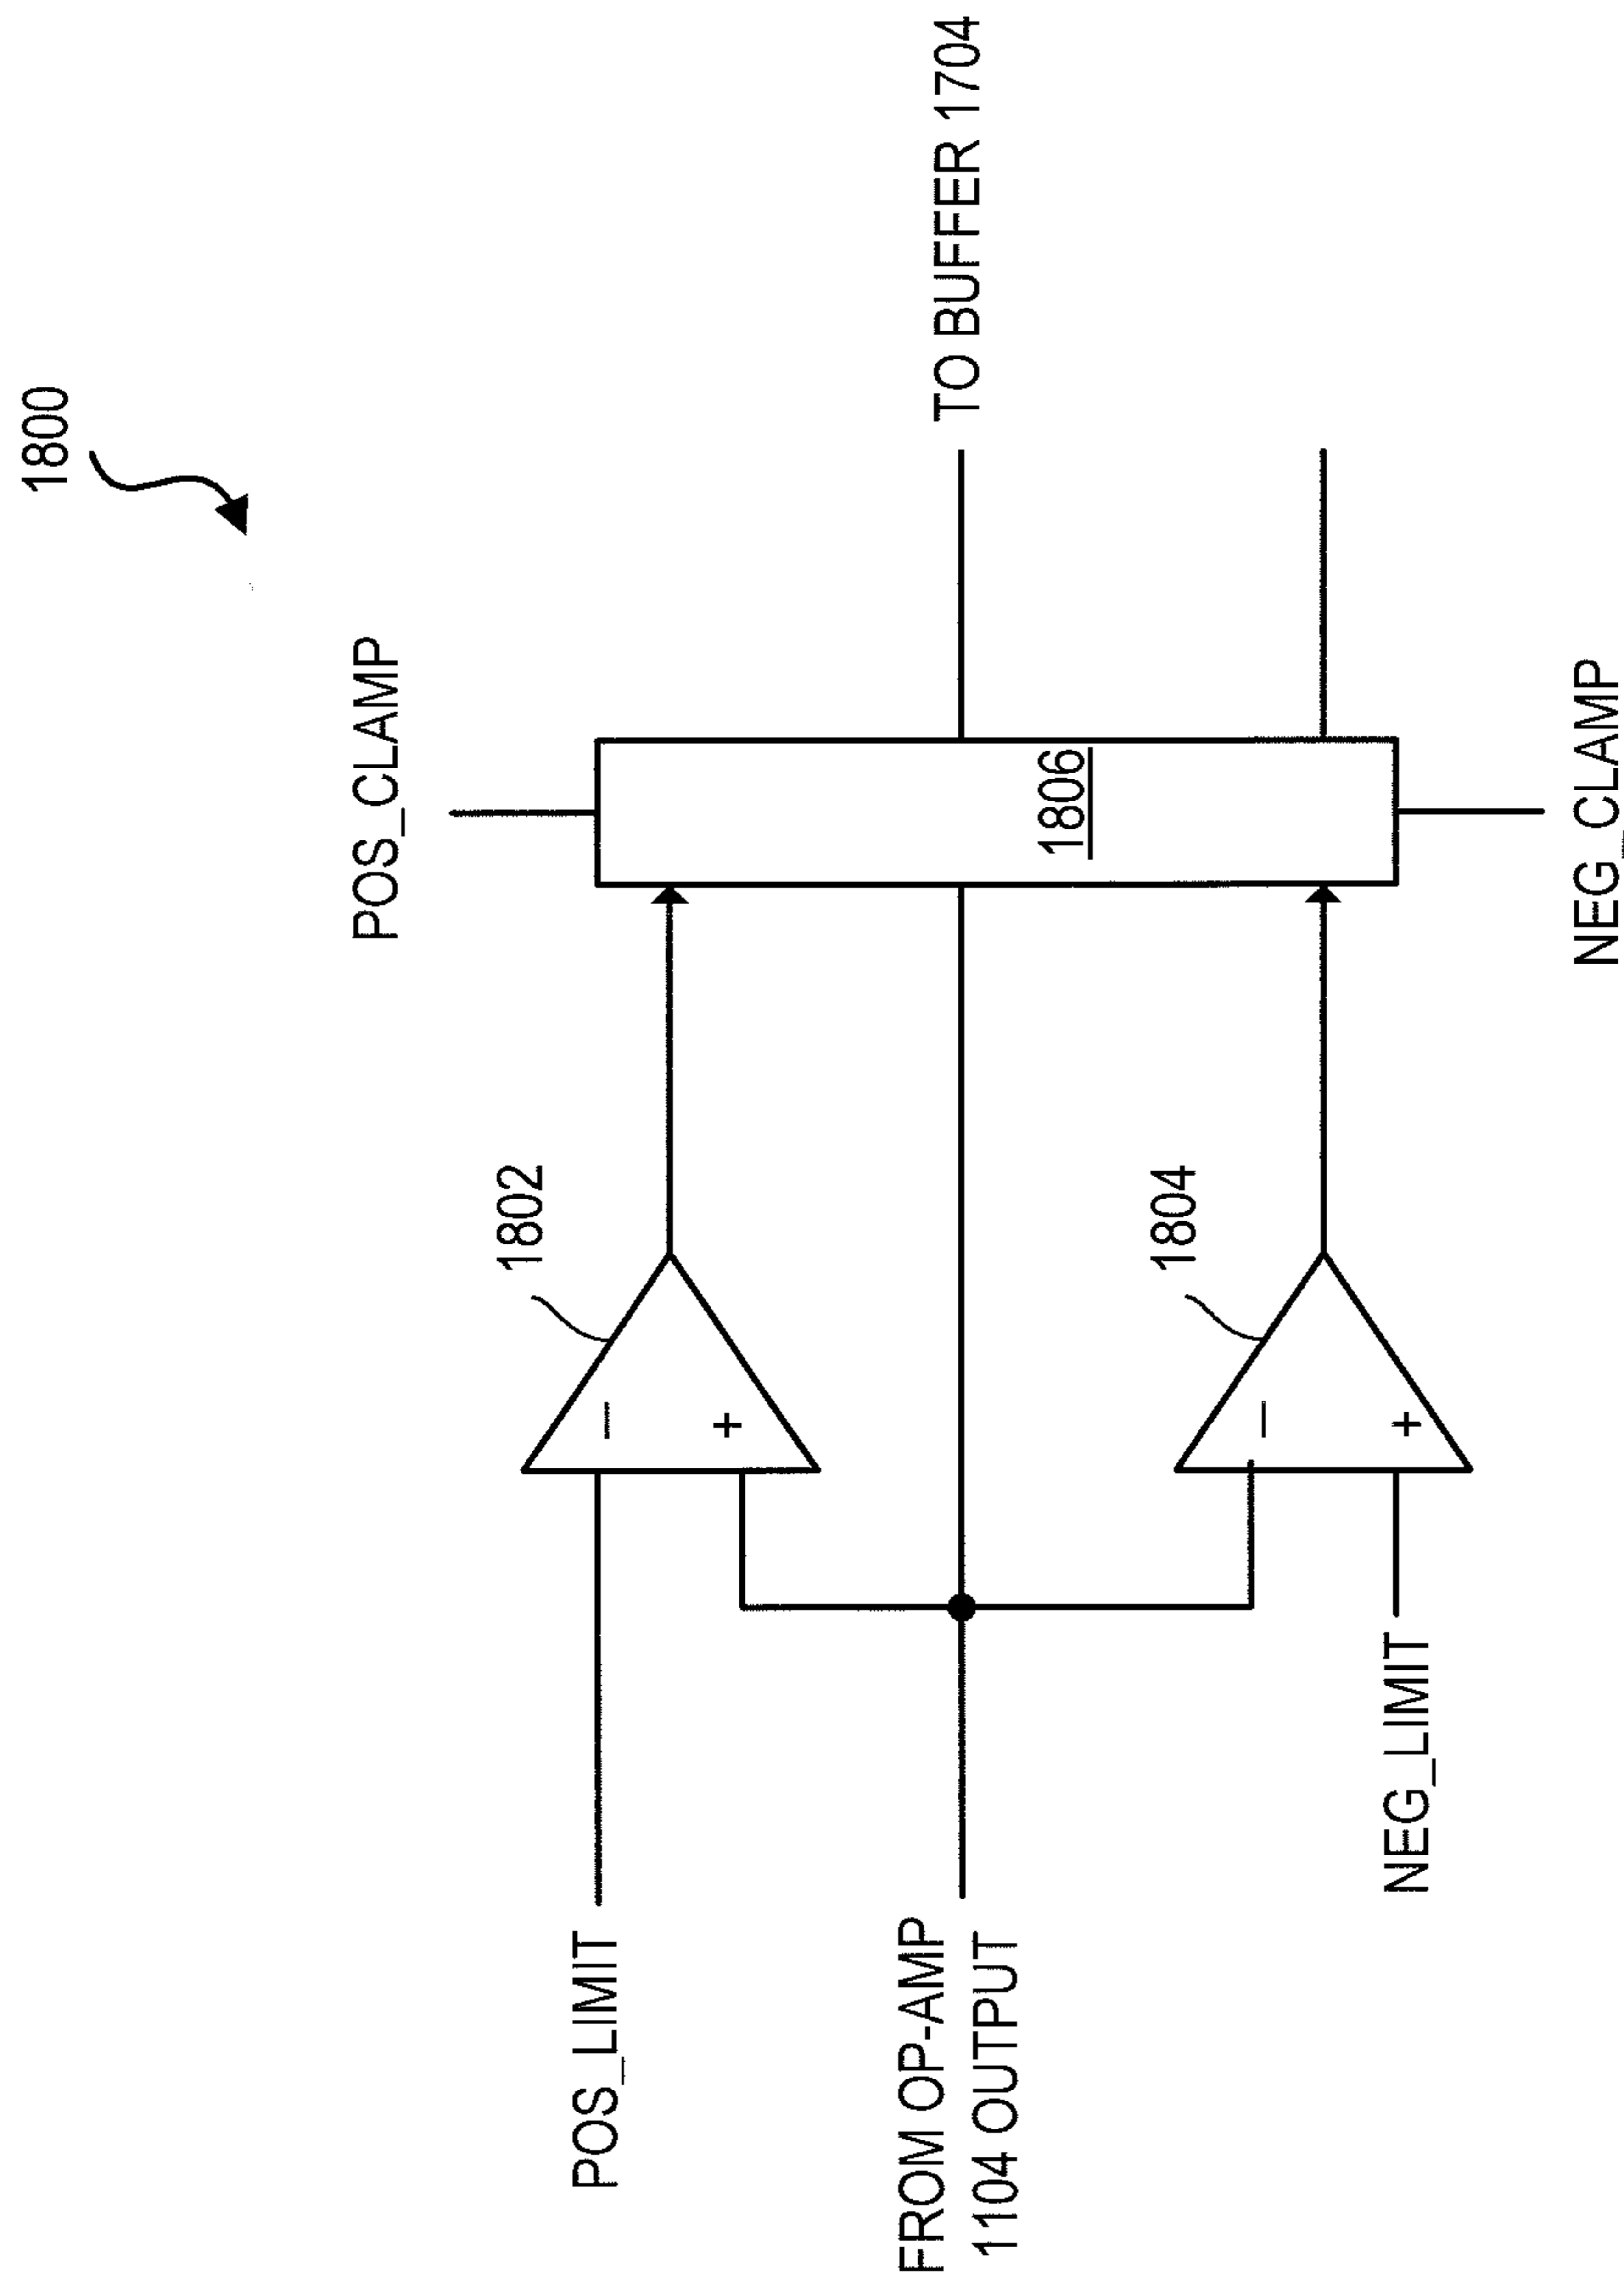 1800
POS_CLAMP
POS_LIMIT
1802
−
+
FROM OP-AMP
1104 OUTPUT
TO BUFFER 1704
1806
1804
−
+
NEG_LIMIT
NEG_CLAMP